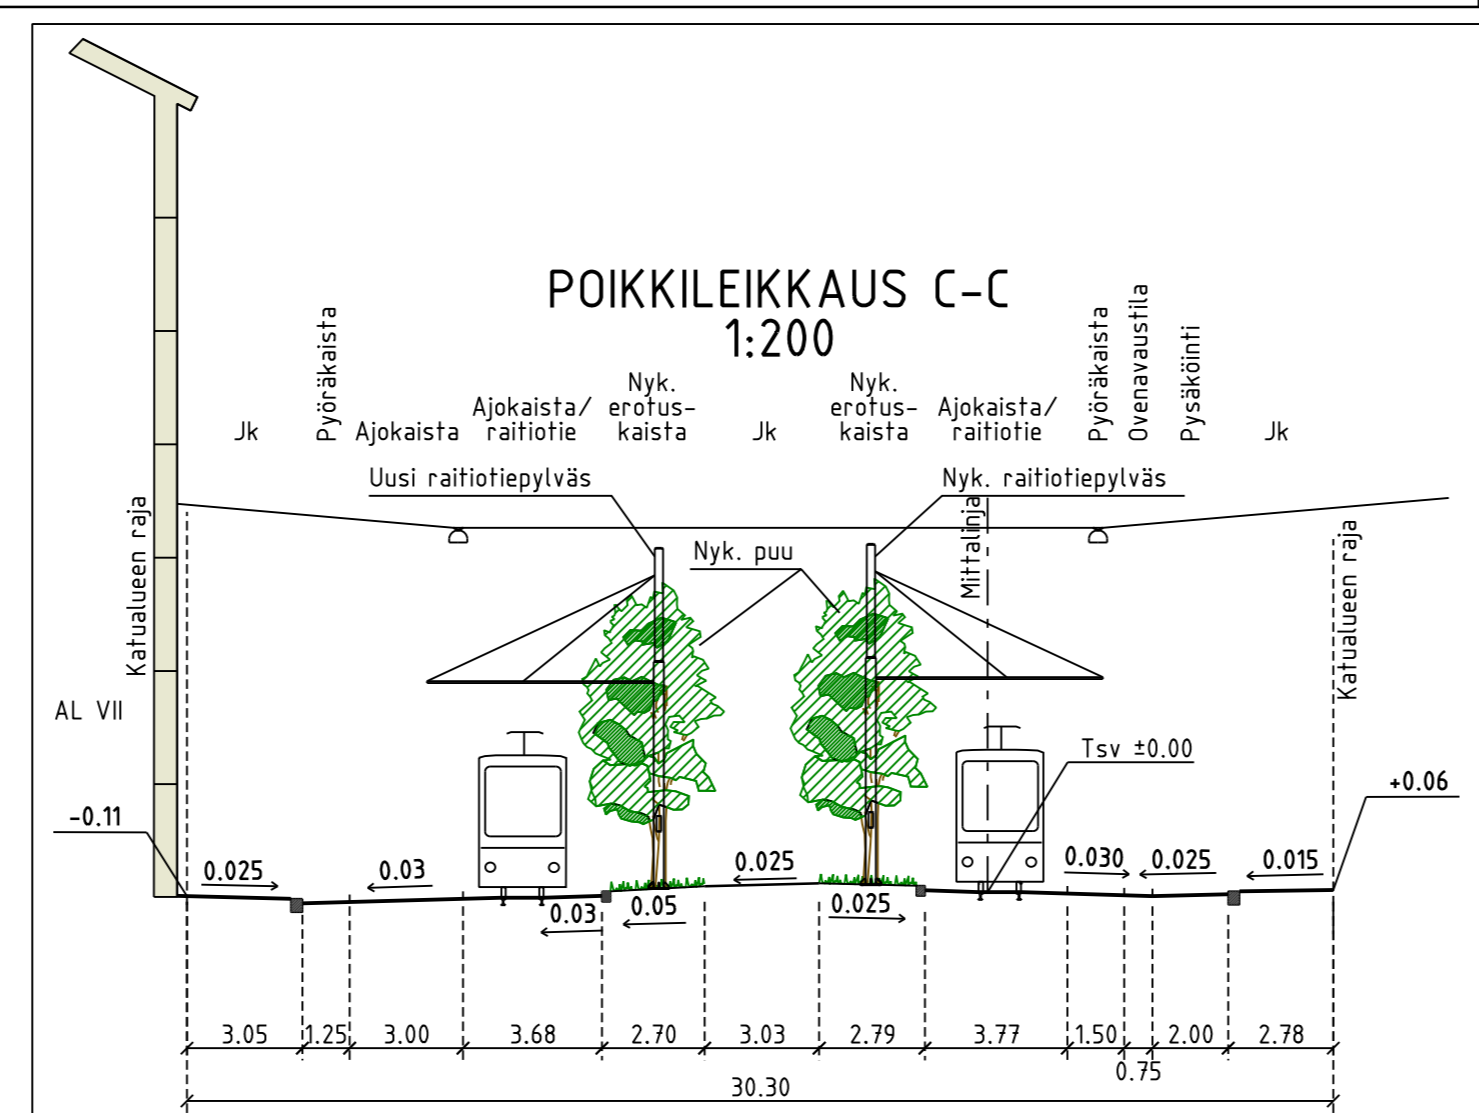 POIKKILEIKKAUS C-C
1:200
Jk
Pyöräkaista
Ajokaista
Ajokaista/
raitiotie
Nyk.
erotus-
kaista
Jk
Nyk.
erotus-
kaista
Ajokaista/
raitiotie
Pyöräkaista
Ovenavaustila
Pysäköinti
Jk
Uusi raitiotiepylväs
Nyk. raitiotiepylväs
Katualueen raja
Nyk. puu
Mittalinja
Katualueen raja
AL VII
Tsv ±0.00
-0.11
+0.06
0.025
0.03
0.025
0.030
0.025
0.015
0.03
0.05
0.025
3.05
1.25
3.00
3.68
2.70
3.03
2.79
3.77
1.50
2.00
2.78
0.75
30.30